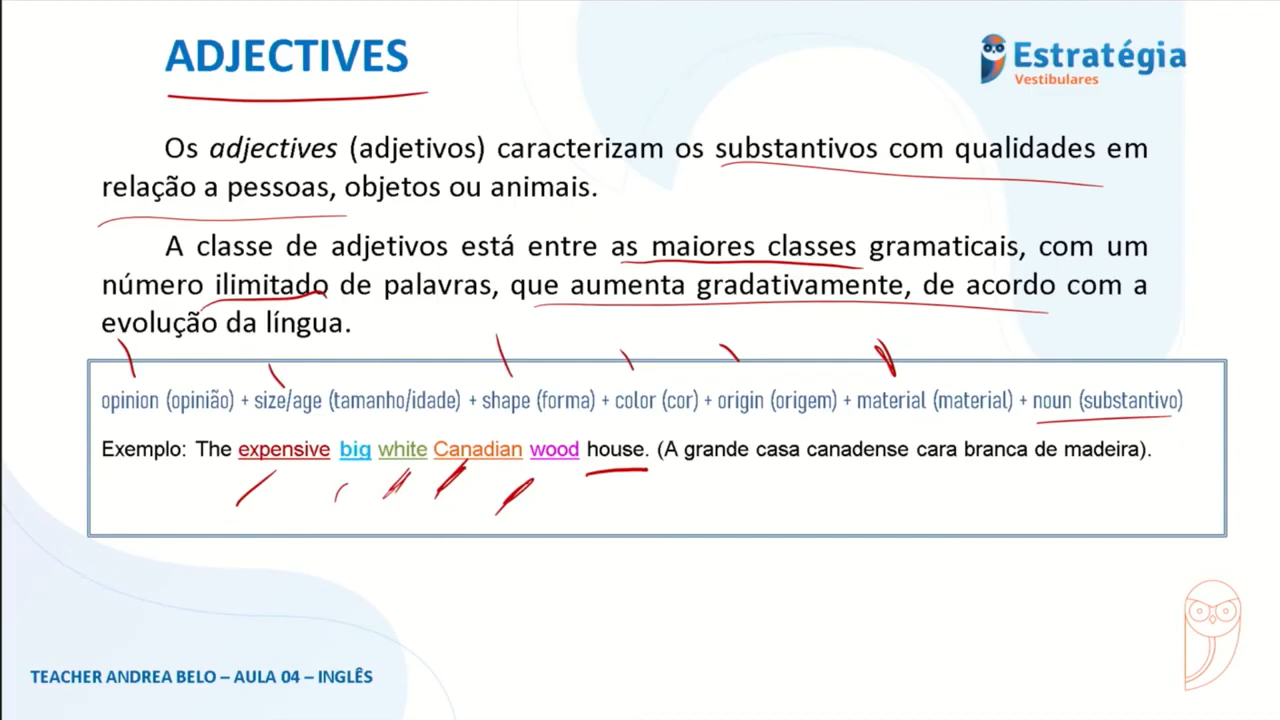 ADJECTIVES
Estratégia
Vestibulares
Os adjectives (adjetivos) caracterizam os substantivos com qualidades em
relação a pessoas, objetos ou animais.
A classe de adjetivos está entre as maiores classes gramaticais, com um
número ilimitado de palavras, que aumenta gradativamente, de acordo com a
evolução da língua.
opinion (opinião) + size/age (tamanho/idade) + shape (forma) + color (cor) + origin (origem) + material (material) + noun (substantivo)
Exemplo: The expensive big white Canadian wood house. (A grande casa canadense cara branca de madeira).
TEACHER ANDREA BELO – AULA 04 – INGLÊS